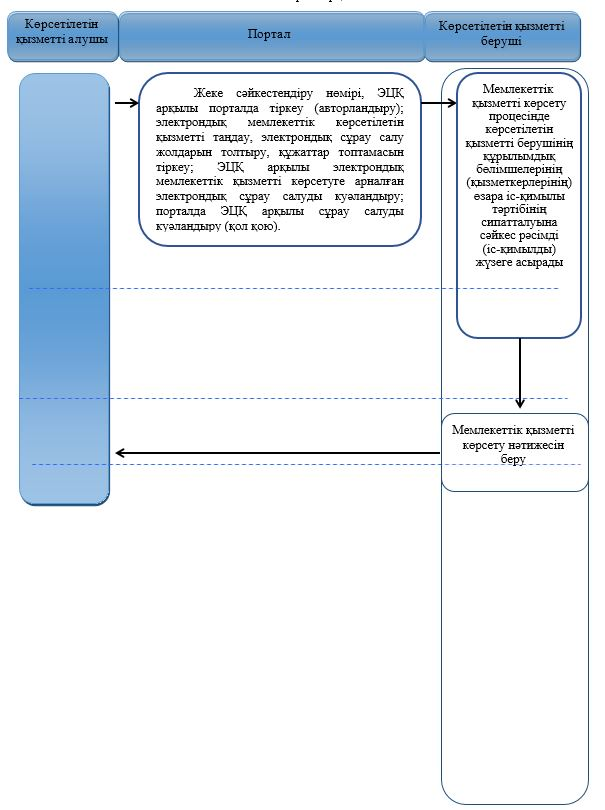 Көрсетілетін
қызметті алушы
Портал
Көрсетілетін қызметті
беруші
Жеке сәйкестендіру нөмірі, ЭЦҚ
арқылы порталда тіркеу (авторландыру);
электрондық мемлекеттік көрсетілетін
қызметті таңдау, электрондық сұрау салу
жолдарын толтыру, құжаттар топтамасын
тіркеу; ЭЦҚ арқылы электрондық
мемлекеттік қызметті көрсетуге арналған
электрондық сұрау салуды куәландыру;
порталда ЭЦҚ арқылы сұрау салуды
куәландыру (қол қою).
Мемлекеттік
қызметті көрсету
процесінде
көрсетілетін
қызметті берушінің
құрылымдық
бөлімшелерінің
(қызметкерлерінің)
өзара іс-қимылы
тәртібінің
сипатталуына
сәйкес рәсімді
(іс-қимылды)
жүзеге асырады
Мемлекеттік қызметті
көрсету нәтижесін
беру